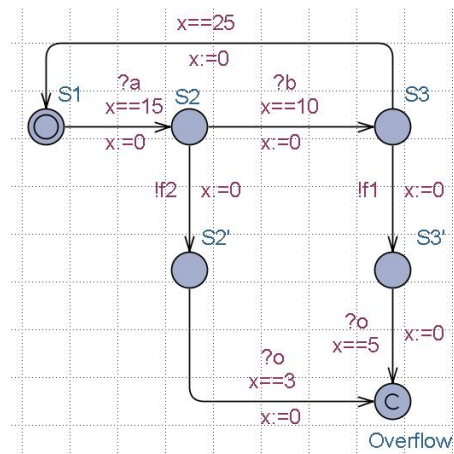 x==25
x:=0
S1
?a
x==15
x:=0
S2
?b
x==10
x:=0
S3
!f2
x:=0
!f1
x:=0
S2'
S3'
?o
x==3
x:=0
?o
x==5
x:=0
C
Overflow